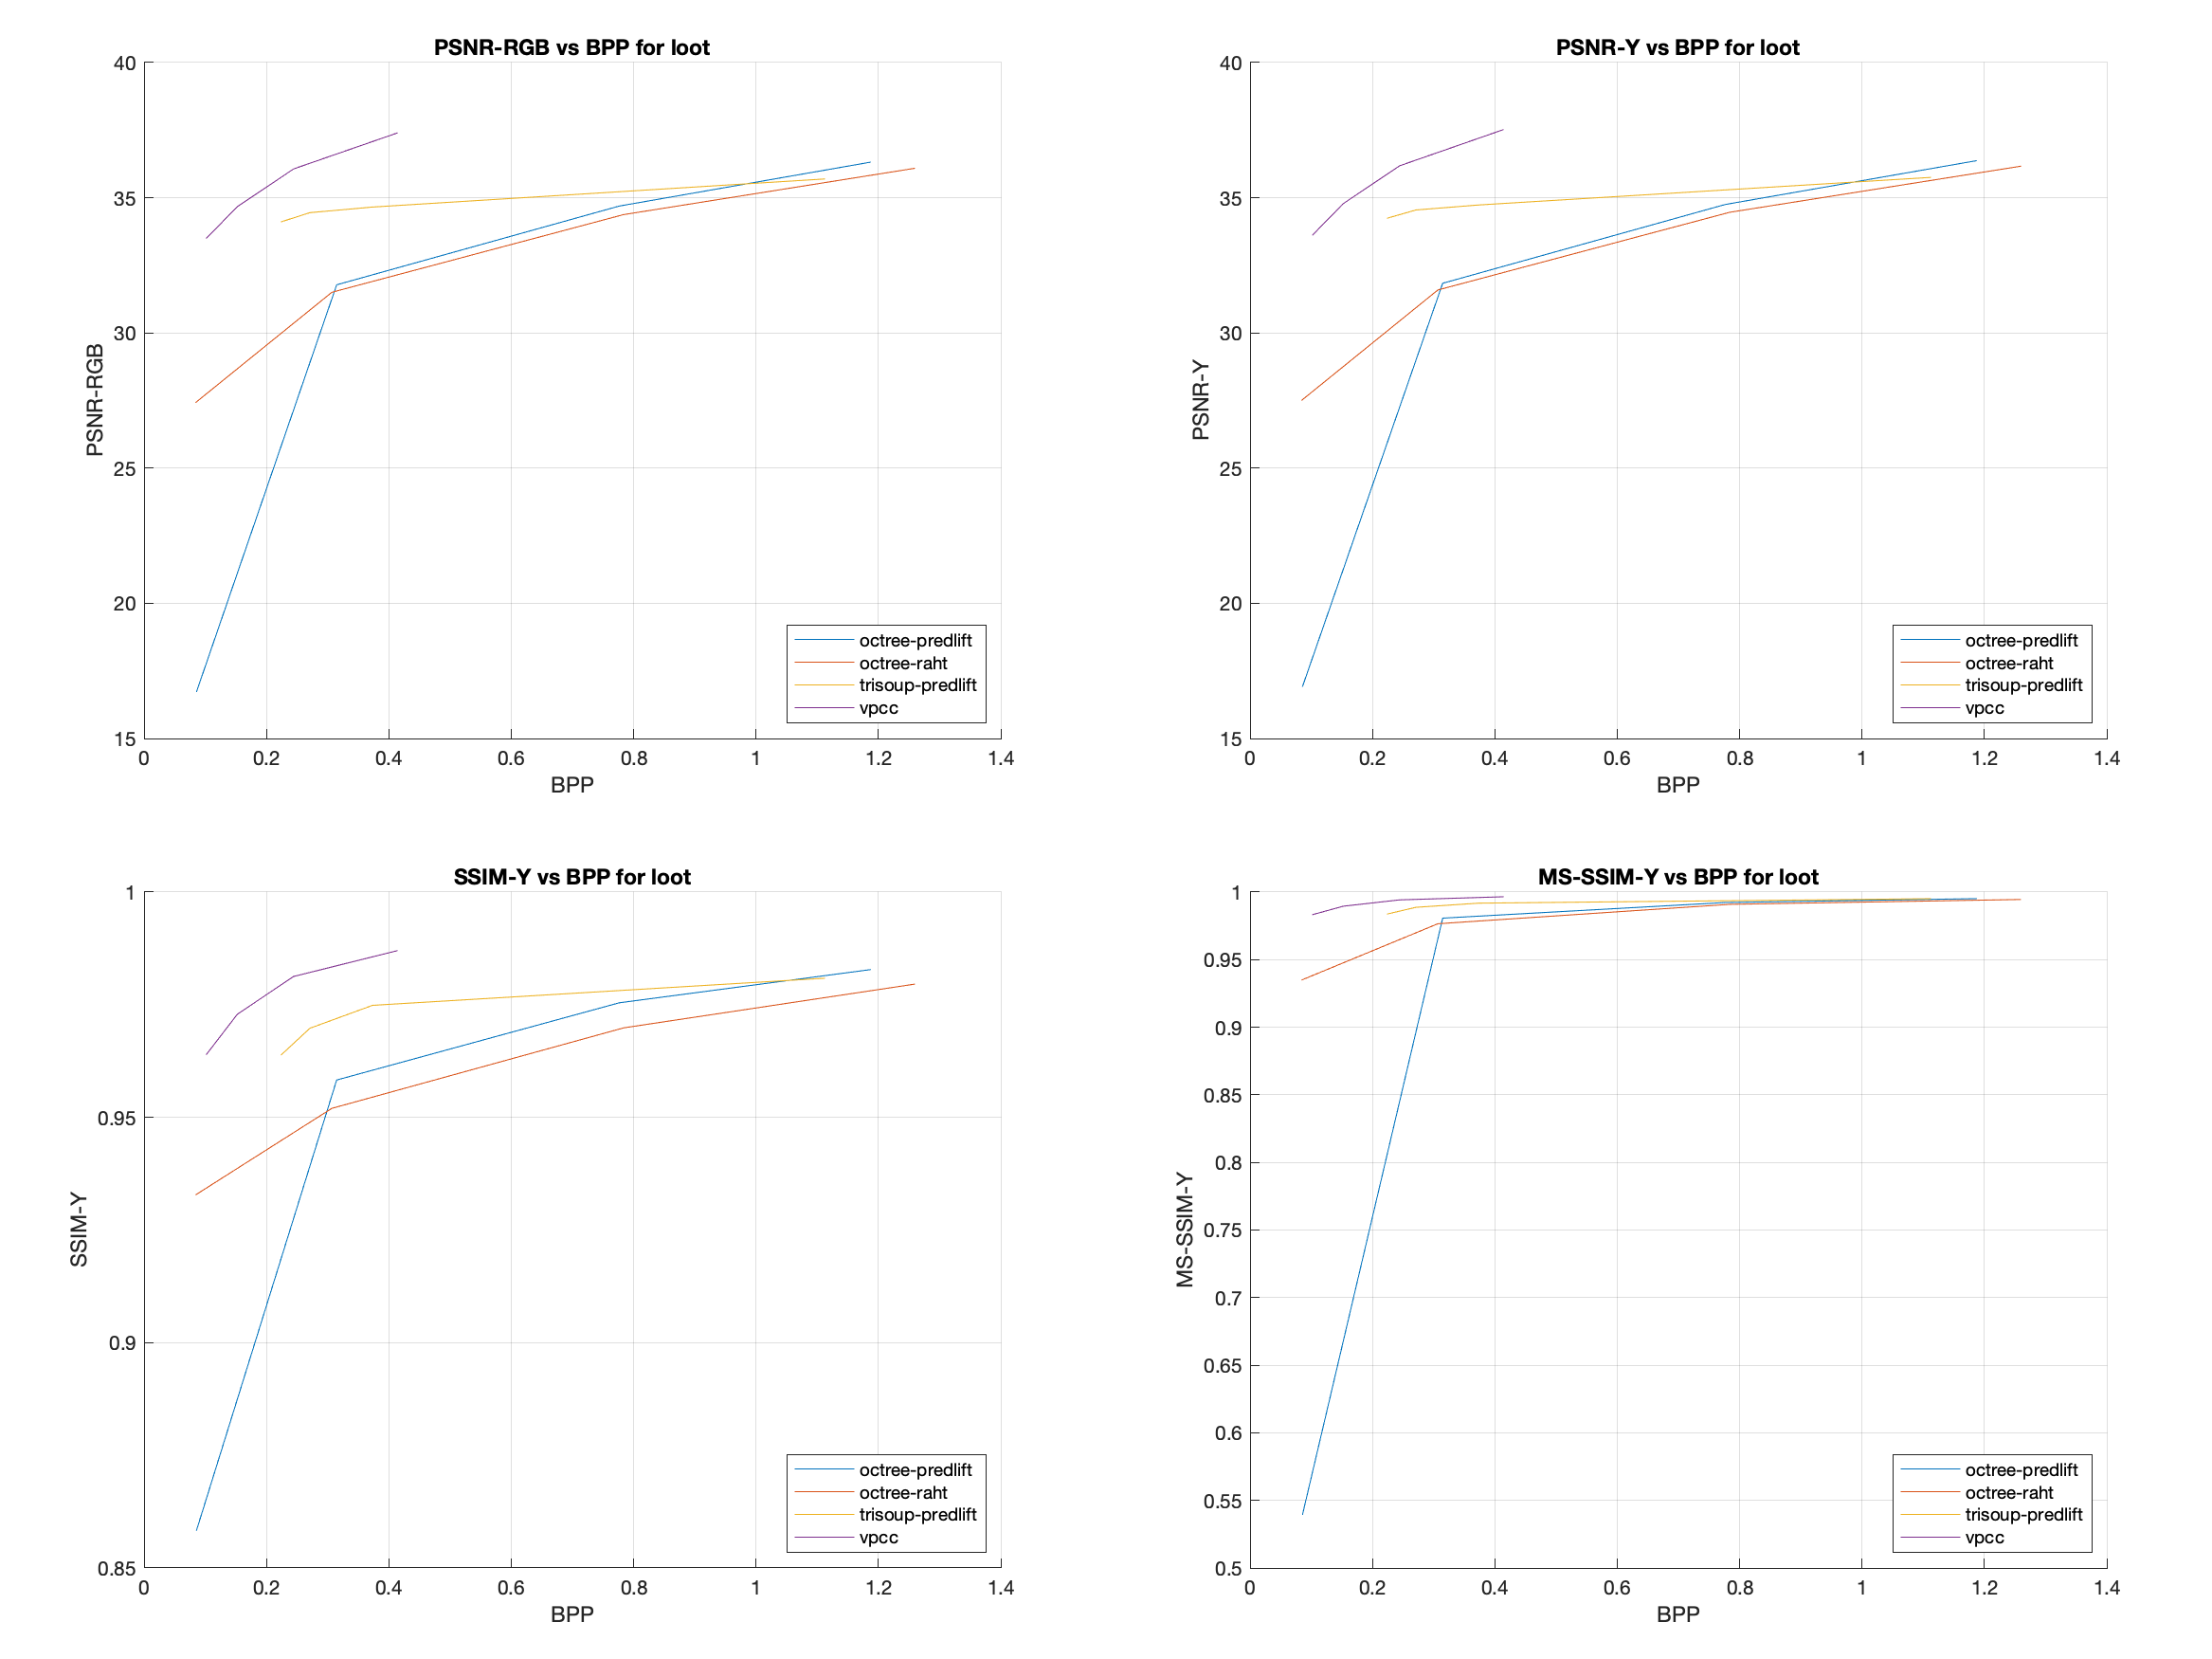 PSNR-RGB vs BPP for loot
40
35
30
25
20
15
PSNR-RGB
0 0.2 0.4 0.6 0.8 1 1.2 1.4
BPP
octree-predlift
octree-raht
trisoup-predlift
vpcc
PSNR-Y vs BPP for loot
40
35
30
25
20
15
PSNR-Y
0 0.2 0.4 0.6 0.8 1 1.2 1.4
BPP
octree-predlift
octree-raht
trisoup-predlift
vpcc
SSIM-Y vs BPP for loot
1
0.95
0.9
0.85
SSIM-Y
0 0.2 0.4 0.6 0.8 1 1.2 1.4
BPP
octree-predlift
octree-raht
trisoup-predlift
vpcc
MS-SSIM-Y vs BPP for loot
1
0.95
0.9
0.85
0.8
0.75
0.7
0.65
0.6
0.55
0.5
MS-SSIM-Y
0 0.2 0.4 0.6 0.8 1 1.2 1.4
BPP
octree-predlift
octree-raht
trisoup-predlift
vpcc